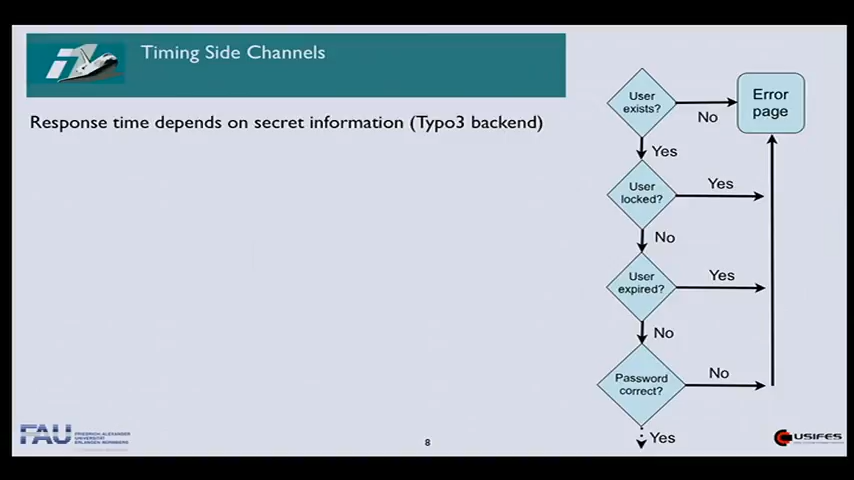 Timing Side Channels
Response time depends on secret information (Typo3 backend)
User
exists?
No
Error
page
Yes
User
locked?
Yes
No
User
expired?
Yes
No
Password
correct?
No
Yes
FAU
FRIEDRICH-ALEXANDER
UNIVERSITÄT
ERLANGEN-NÜRNBERG
8
USIFES